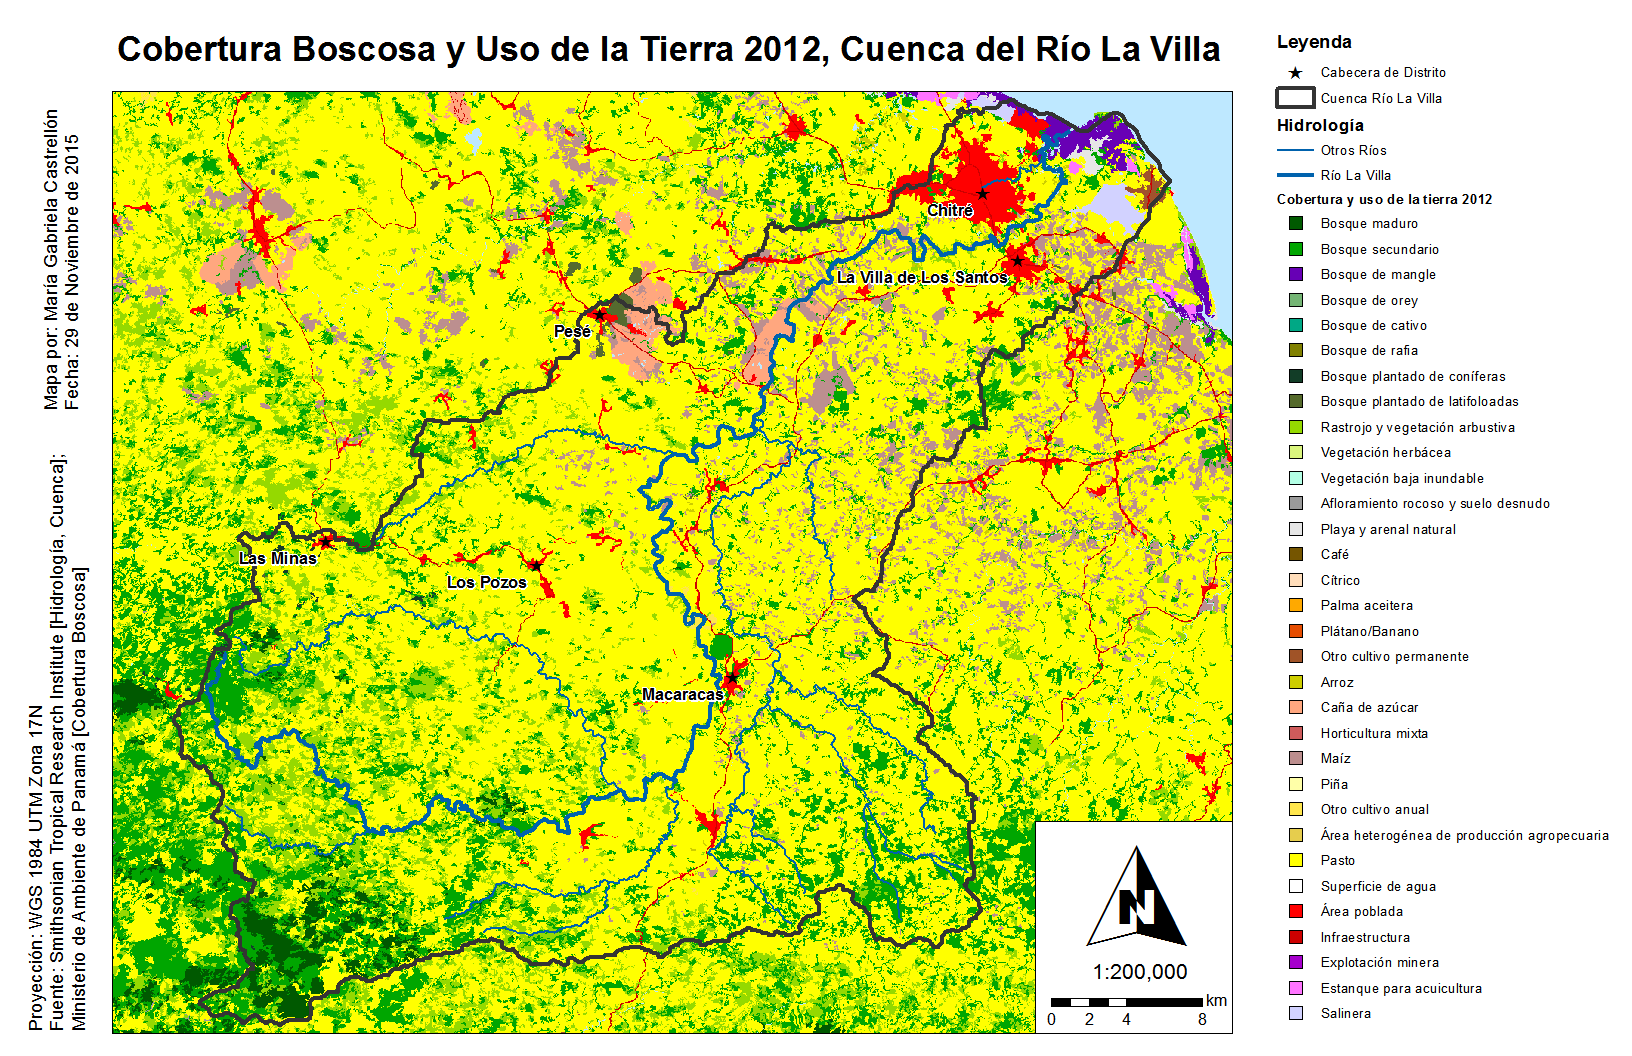 Cobertura Boscosa y Uso de la Tierra 2012, Cuenca del Río La Villa
Mapa por: María Gabriela Castrellón
Fecha: 29 de Noviembre de 2015
Proyección: WGS 1984 UTM Zona 17N
Fuente: Smithsonian Tropical Research Institute [Hidrología, Cuenca];
Ministerio de Ambiente de Panamá [Cobertura Boscosa]
Chitré
La Villa de Los Santos
Pesé
Las Minas
Los Pozos
Macaracas
N
1:200,000
km
0 2 4 8
Leyenda
Cabecera de Distrito
Cuenca Río La Villa
Hidrología
Otros Ríos
Río La Villa
Cobertura y uso de la tierra 2012
Bosque maduro
Bosque secundario
Bosque de mangle
Bosque de orey
Bosque de cativo
Bosque de rafia
Bosque plantado de coníferas
Bosque plantado de latifoloadas
Rastrojo y vegetación arbustiva
Vegetación herbácea
Vegetación baja inundable
Afloramiento rocoso y suelo desnudo
Playa y arenal natural
Café
Cítrico
Palma aceitera
Plátano/Banano
Otro cultivo permanente
Arroz
Caña de azúcar
Horticultura mixta
Maíz
Piña
Otro cultivo anual
Área heterogénea de producción agropecuaria
Pasto
Superficie de agua
Área poblada
Infraestructura
Explotación minera
Estanque para acuicultura
Salinera